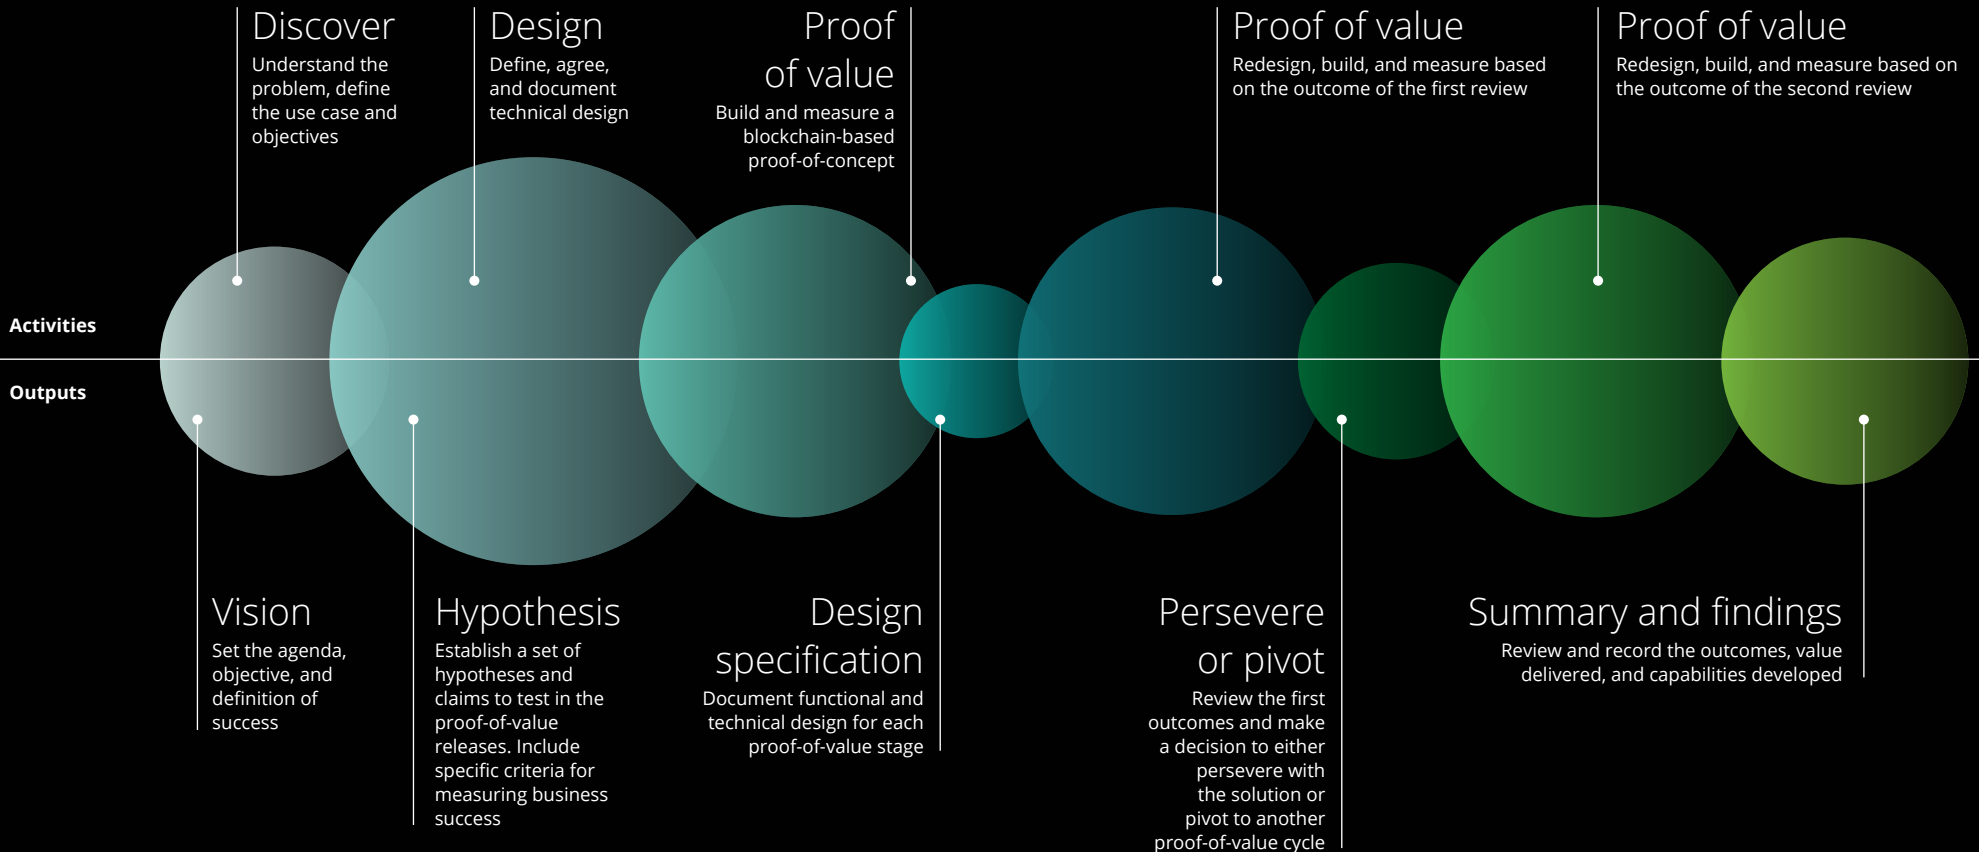 Discover
Understand the
problem, define
the use case and
objectives
Design
Define, agree,
and document
technical design
Proof
of value
Build and measure a
blockchain-based
proof-of-concept
Proof of value
Redesign, build, and measure based
on the outcome of the first review
Proof of value
Redesign, build, and measure based on
the outcome of the second review
Activities
Outputs
Vision
Set the agenda,
objective, and
definition of
success
Hypothesis
Establish a set of
hypotheses and
claims to test in the
proof-of-value
releases. Include
specific criteria for
measuring business
success
Design
specification
Document functional and
technical design for each
proof-of-value stage
Persevere
or pivot
Review the first
outcomes and make
a decision to either
persevere with
the solution or
pivot to another
proof-of-value cycle
Summary and findings
Review and record the outcomes, value
delivered, and capabilities developed